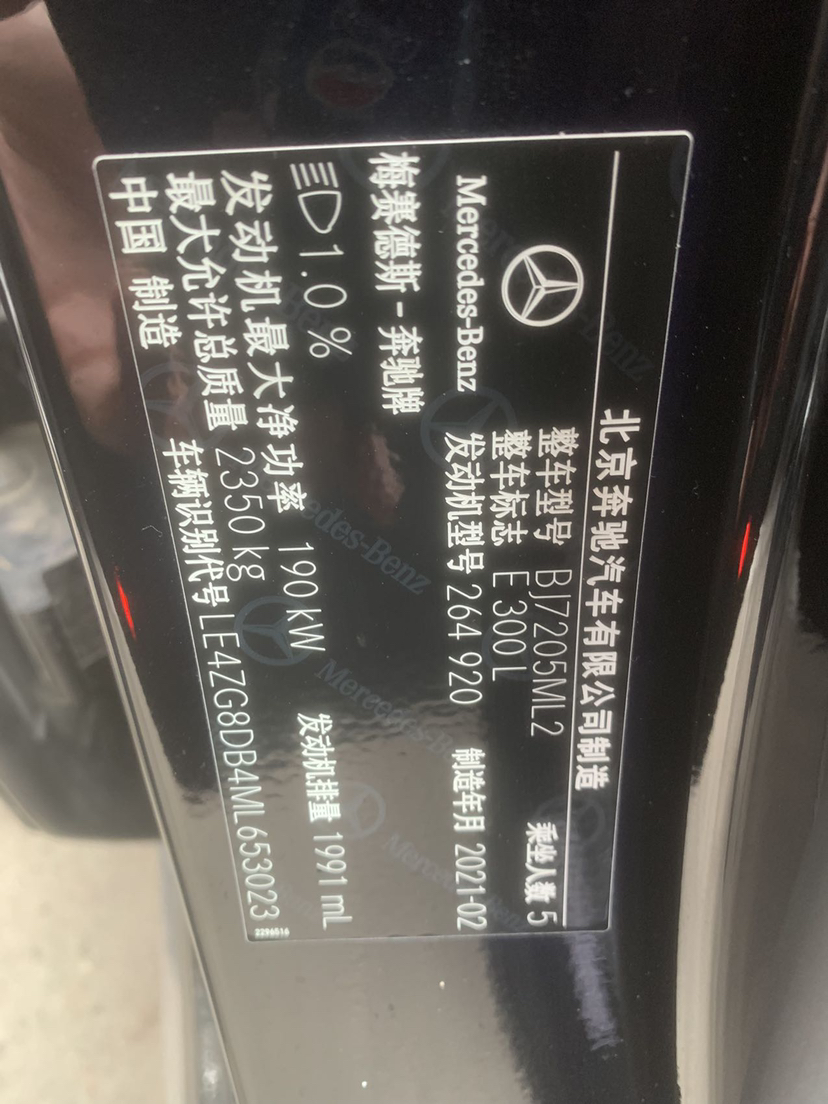 北京奔驰汽车有限公司制造
整车型号 BJ7205ML2 乘坐人数 5
整车标志 E 300 L
Mercedes-Benz 发动机型号 264 920 制造年月 2021-02
梅赛德斯-奔驰牌
1.0 %
发动机最大净功率 190 kW 发动机排量 1991 mL
最大允许总质量 2350 kg
中国 制造 车辆识别代号 LE4ZG8DB4ML653023
2296516